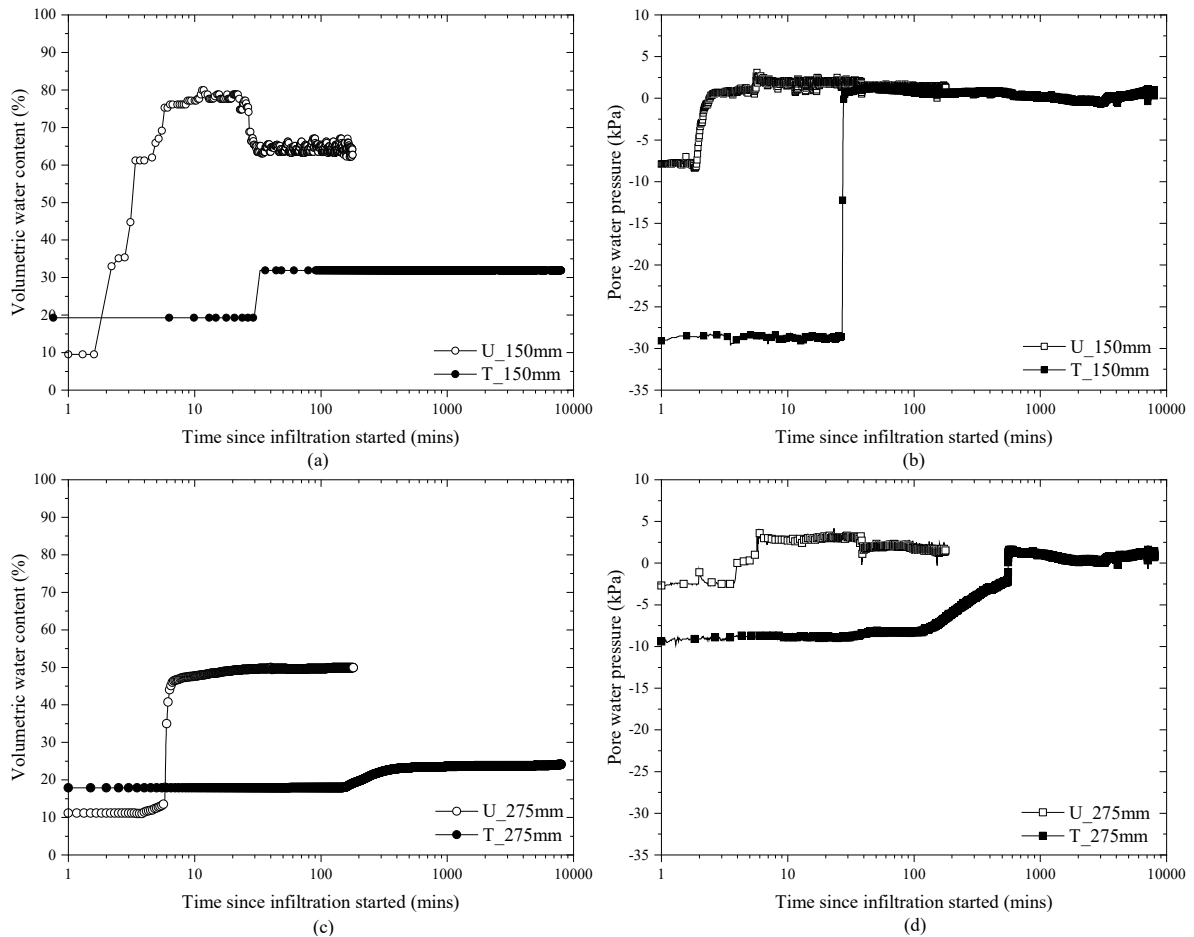 100
90
80
70
60
50
40
30
20
10
0
Volumetric water content (%)
U_150mm
T_150mm
1 10 100 1000 10000
Time since infiltration started (mins)
(a)
10
5
0
-5
-10
-15
-20
-25
-30
-35
Pore water pressure (kPa)
U_150mm
T_150mm
1 10 100 1000 10000
Time since infiltration started (mins)
(b)
100
90
80
70
60
50
40
30
20
10
0
Volumetric water content (%)
U_275mm
T_275mm
1 10 100 1000 10000
Time since infiltration started (mins)
(c)
10
5
0
-5
-10
-15
-20
-25
-30
-35
Pore water pressure (kPa)
U_275mm
T_275mm
1 10 100 1000 10000
Time since infiltration started (mins)
(d)